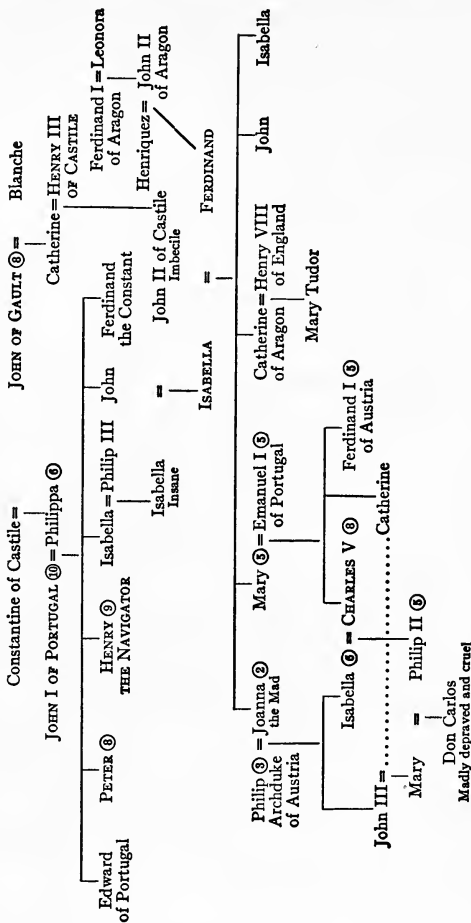 JOHN OF GAULT ⑧ = Blanche
Constantine of Castile =
Catherine = HENRY III
OF CASTILE
Ferdinand I = Leonora
of Aragon
JOHN I OF PORTUGAL ⑩ = Philippa ⑥
Henriquez = John II
of Aragon
Edward
of Portugal
PETER ⑧
HENRY ⑨
THE NAVIGATOR
Isabella = Philip III
John
Ferdinand
the Constant
Isabella
Insane
=
John II of Castile
Imbecile
ISABELLA
=
FERDINAND
Philip ③ = Joanna ②
Archduke
of Austria
the Mad
Mary ⑤ = Emanuel I ⑤
of Portugal
Catherine = Henry VIII
of Aragon
of England
John
Isabella
Mary Tudor
John III =
Isabella ⑥ = CHARLES V ⑧
Catherine
Ferdinand I ⑤
of Austria
Mary
=
Philip II ⑤
Don Carlos
Madly depraved and cruel